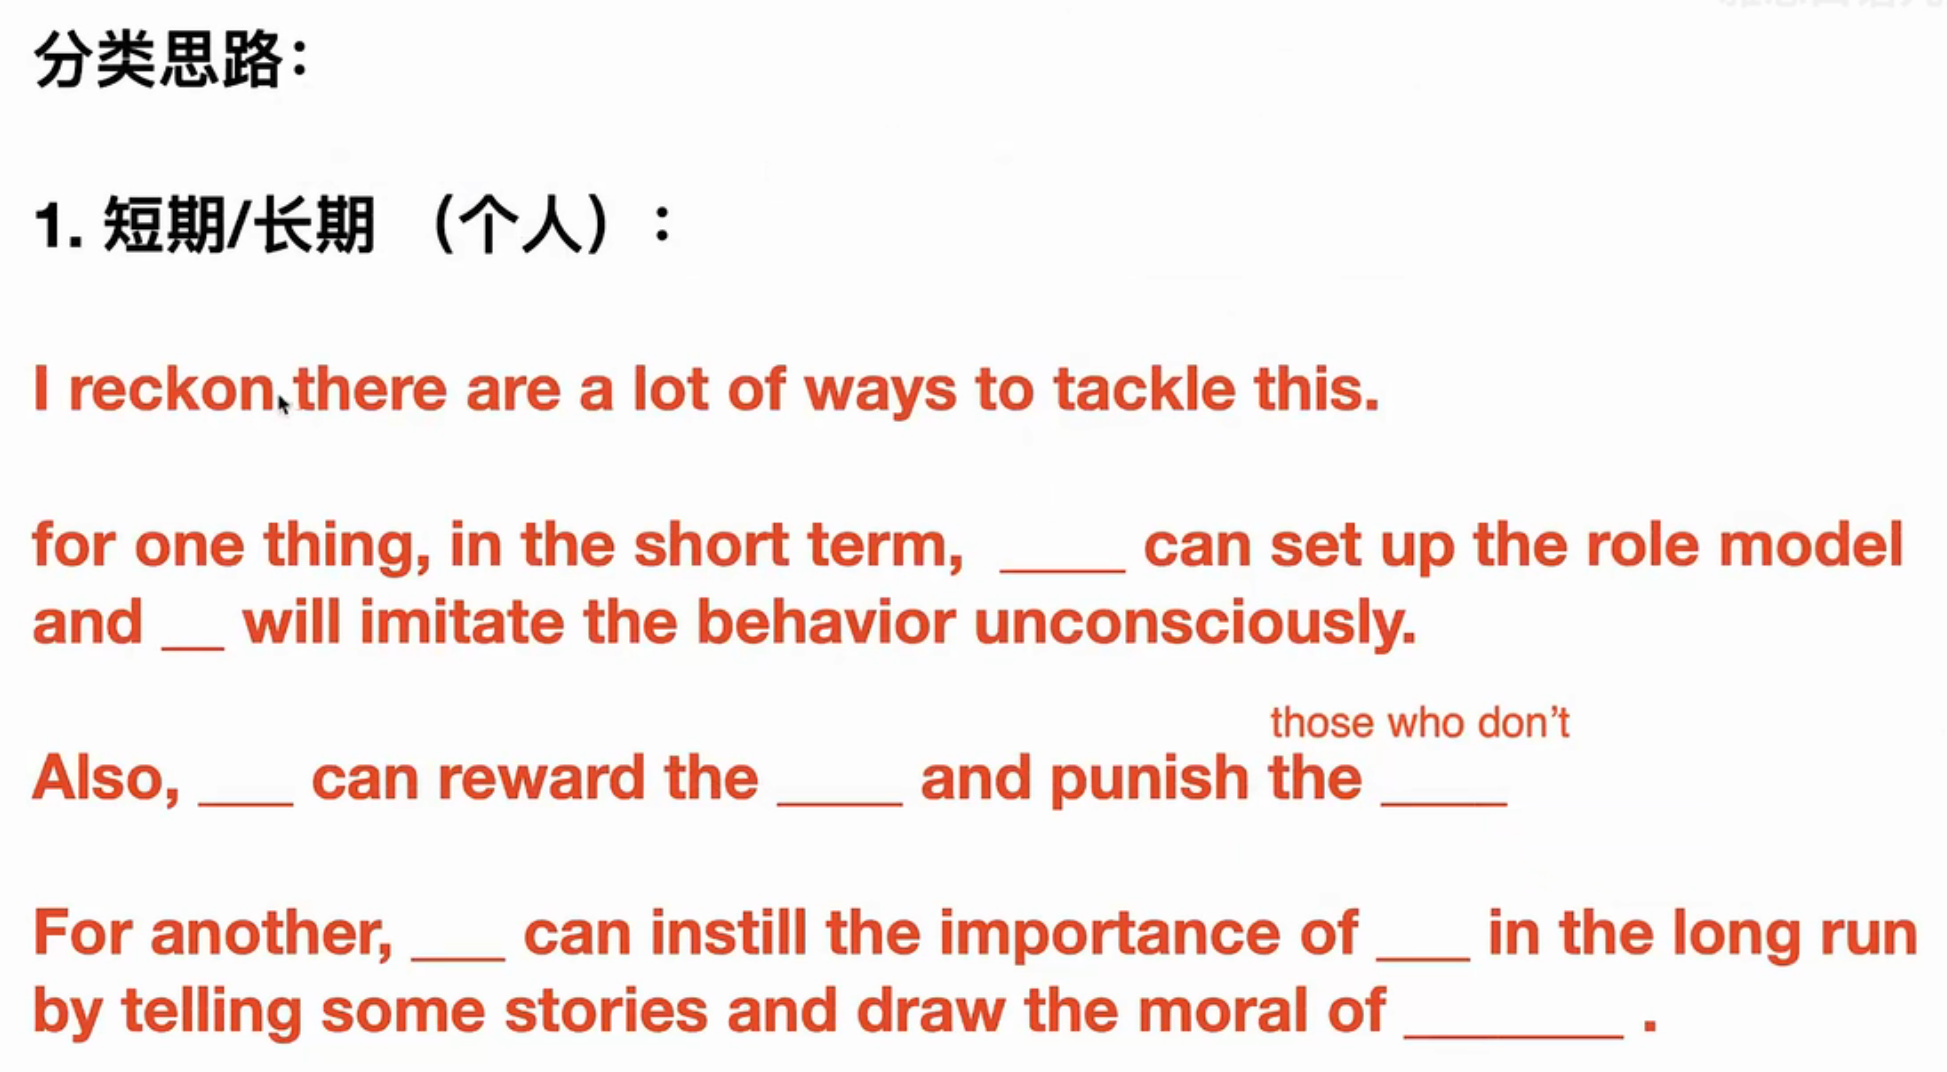 分类思路：
1. 短期/长期 （个人）：
I reckon there are a lot of ways to tackle this.
for one thing, in the short term, ____ can set up the role model
and __ will imitate the behavior unconsciously.
those who don't
Also, ___ can reward the ____ and punish the ____
For another, ___ can instill the importance of ___ in the long run
by telling some stories and draw the moral of _______ .